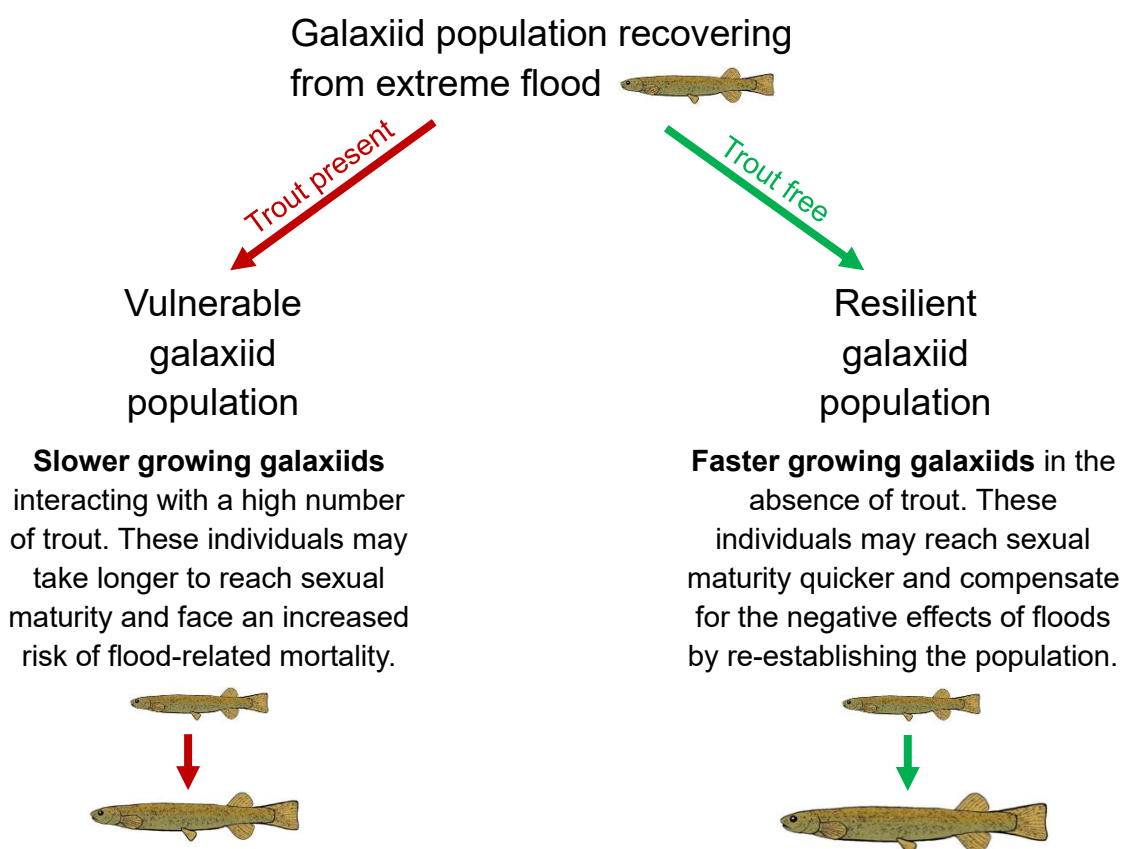 Galaxiid population recovering
from extreme flood
Trout present
Trout free
Vulnerable
galaxiid
population
Slower growing galaxiids
interacting with a high number
of trout. These individuals may
take longer to reach sexual
maturity and face an increased
risk of flood-related mortality.
Resilient
galaxiid
population
Faster growing galaxiids in the
absence of trout. These
individuals may reach sexual
maturity quicker and compensate
for the negative effects of floods
by re-establishing the population.